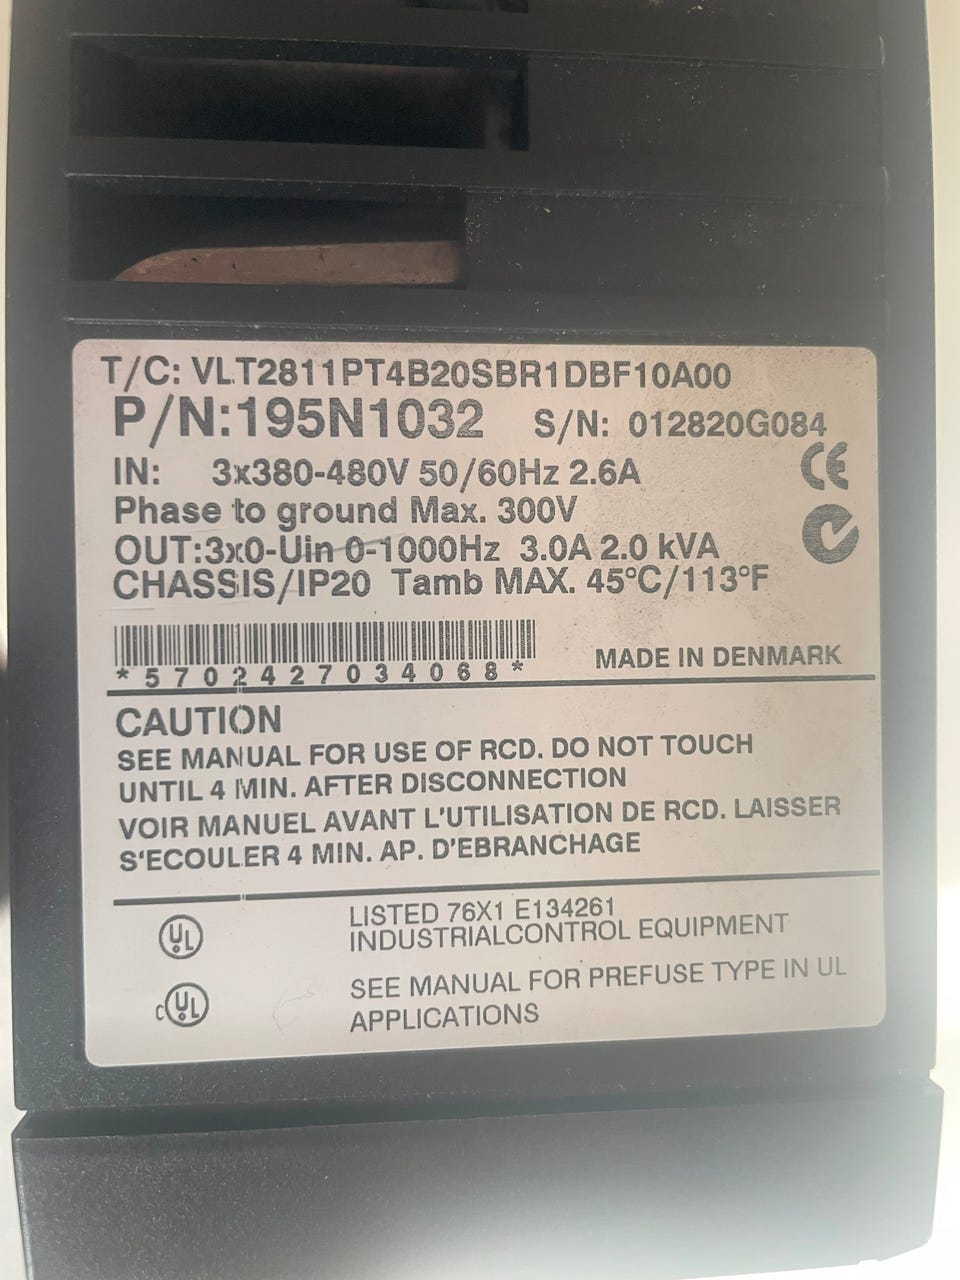 T/C: VLT2811PT4B20SBR1DBF10A00
P/N:195N1032 S/N: 012820G084
IN: 3x380-480V 50/60Hz 2.6A
CE
Phase to ground Max. 300V
OUT:3x0-Uin 0-1000Hz 3.0A 2.0 kVA
CHASSIS/IP20 Tamb MAX. 45°C/113°F
*5702427034068*
MADE IN DENMARK
CAUTION
SEE MANUAL FOR USE OF RCD. DO NOT TOUCH
UNTIL 4 MIN. AFTER DISCONNECTION
VOIR MANUEL AVANT L'UTILISATION DE RCD. LAISSER
S'ECOULER 4 MIN. AP. D'EBRANCHAGE
UL
LISTED 76X1 E134261
INDUSTRIALCONTROL EQUIPMENT
cUL
SEE MANUAL FOR PREFUSE TYPE IN UL
APPLICATIONS